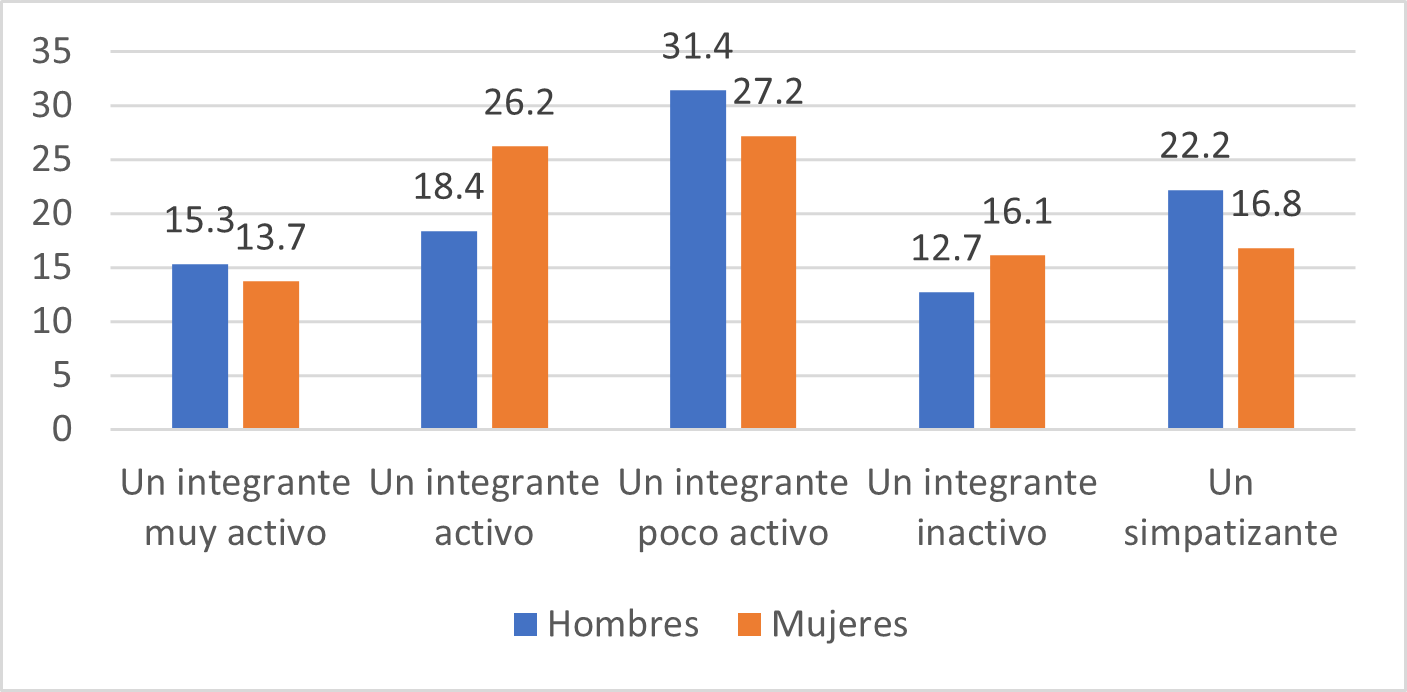 35
30
25
20
15
10
5
0
15.3
13.7
18.4
26.2
31.4
27.2
12.7
16.1
22.2
16.8
Un integrante
muy activo
Un integrante
activo
Un integrante
poco activo
Un integrante
inactivo
Un
simpatizante
Hombres
Mujeres